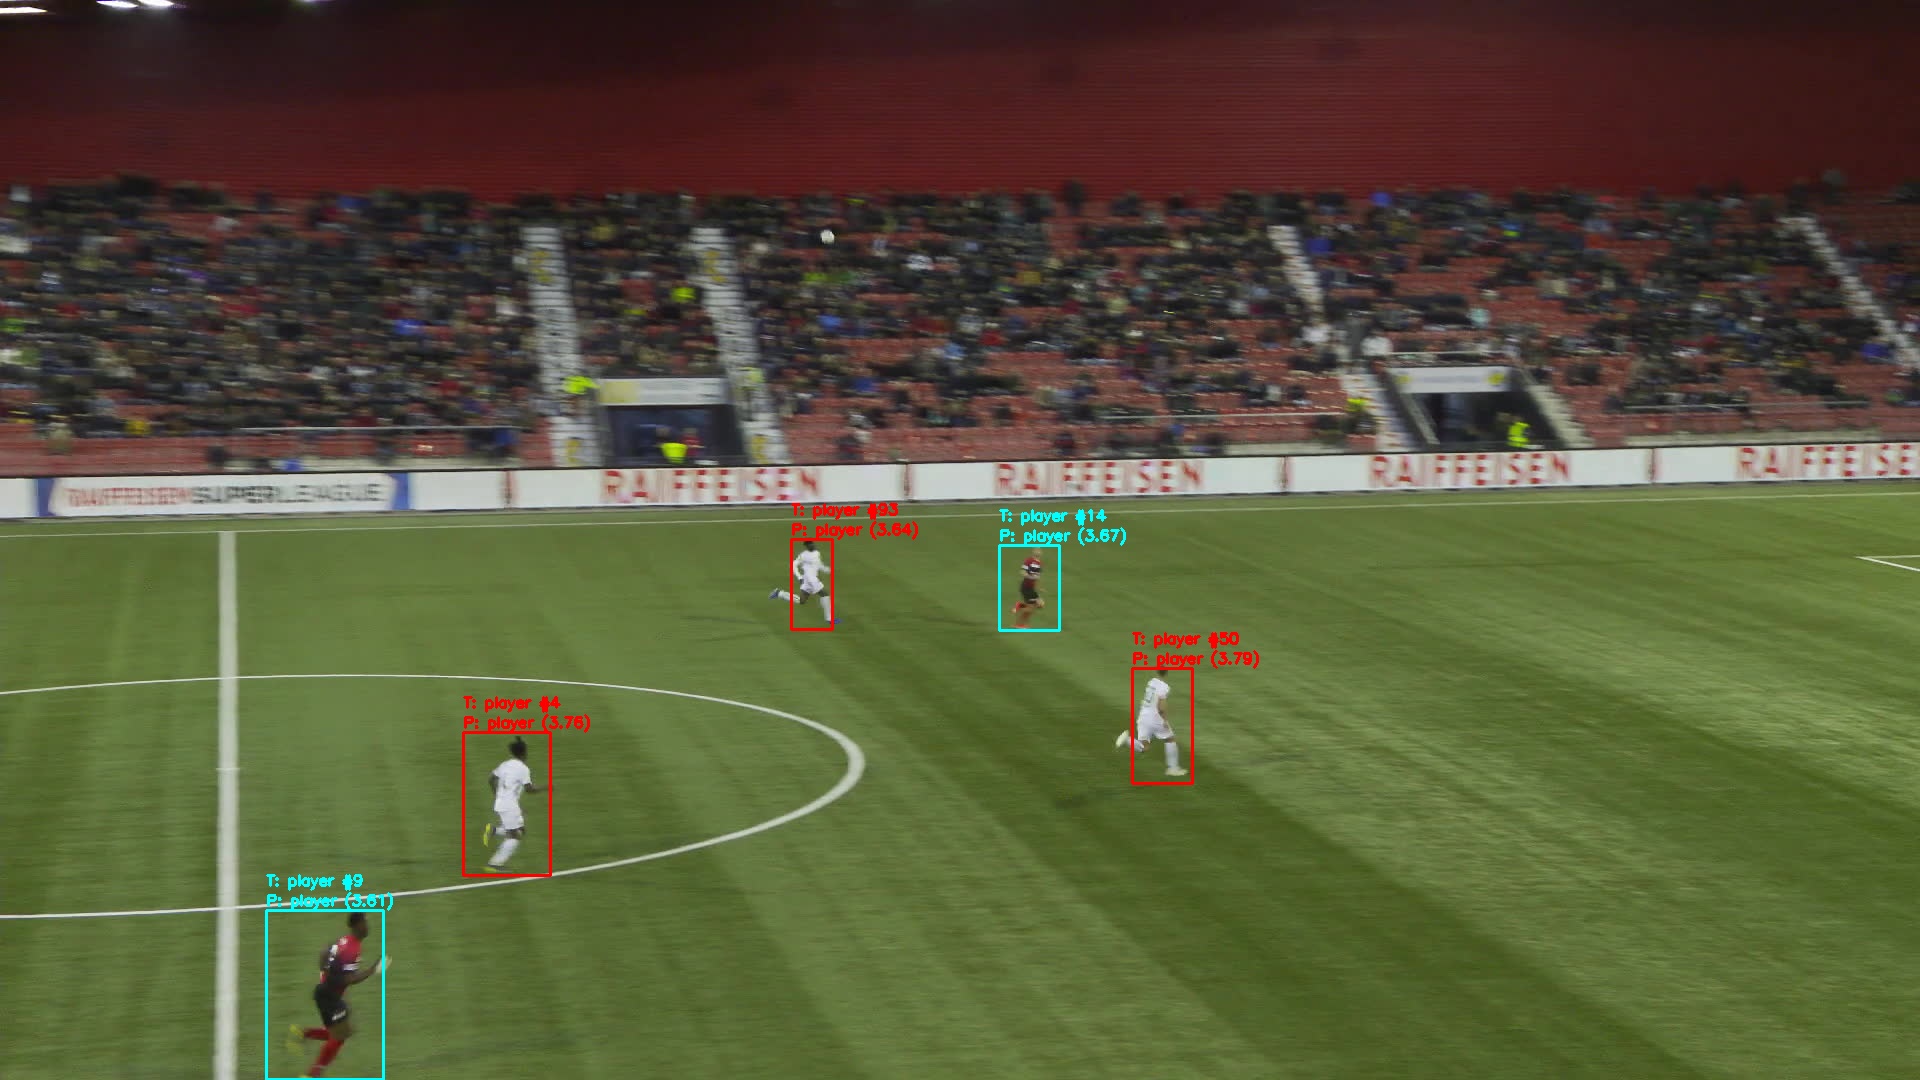 RAIFFEISEN SUPER LEAGUE
RAIFFEISEN
RAIFFEISEN
RAIFFEISEN
RAIFFEISEN
T: player #93
P: player (3.64)
T: player #14
P: player (3.67)
T: player #50
P: player (3.79)
T: player #4
P: player (3.76)
T: player #9
P: player (3.61)